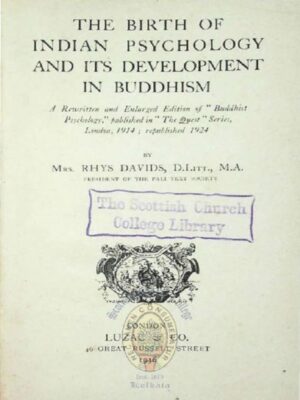 THE BIRTH OF
INDIAN PSYCHOLOGY
AND ITS DEVELOPMENT
IN BUDDHISM
A Rewritten and Enlarged Edition of "Buddhist
Psychology," published in "The Quest" Series,
London, 1914 ; republished 1924
BY
MRS. RHYS DAVIDS, D.LITT., M.A.
PRESIDENT OF THE PALI TEXT SOCIETY
The Scottish Church
College Library
LONDON
LUZAC & CO.
46 GREAT RUSSELL STREET
1936
Kolkata